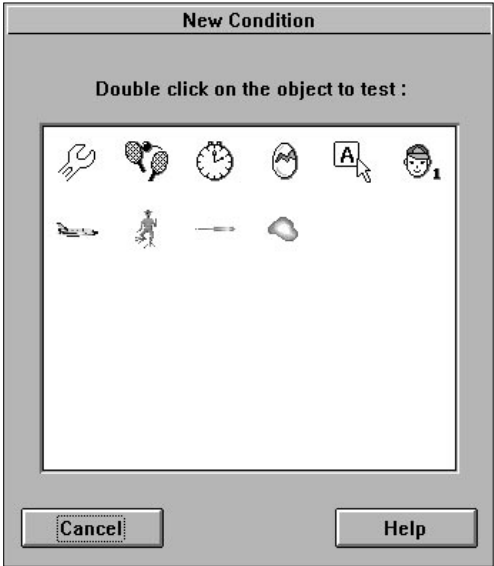 New Condition
Double click on the object to test :
A
1
Cancel
Help